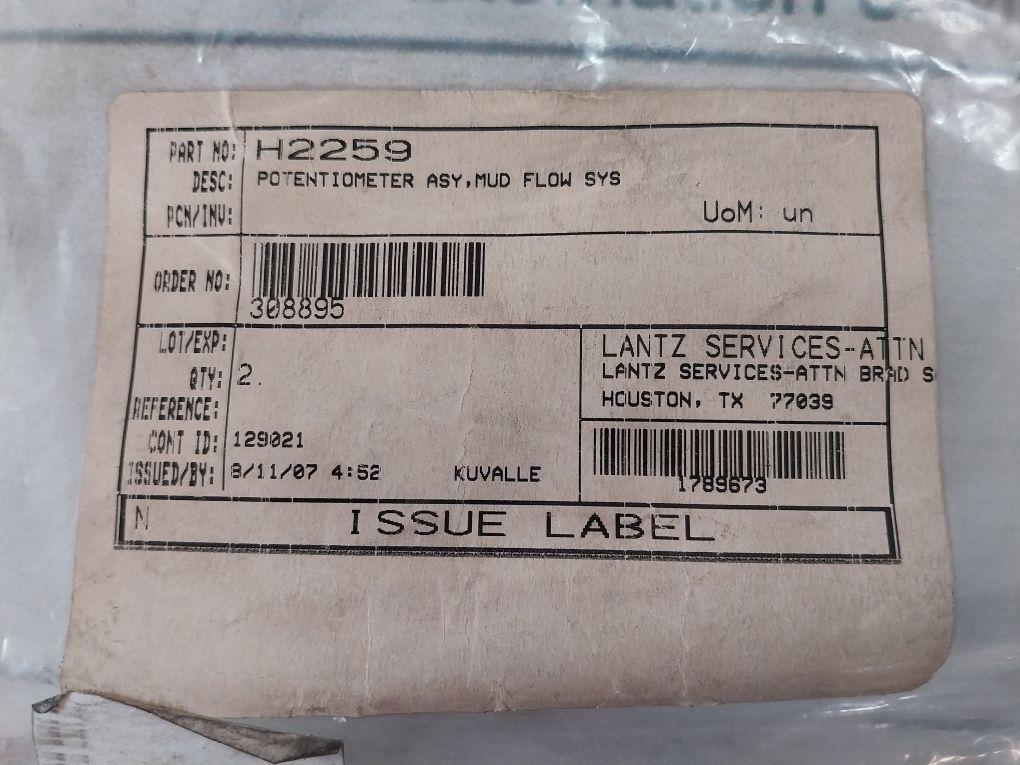 PART NO: H2259
DESC: POTENTIOMETER ASY,MUD FLOW SYS
PCN/INV:
UoM: un
ORDER NO:
308895
LOT/EXP:
QTY: 2.
REFERENCE:
CONT ID: 129021
ISSUED/BY: 8/11/07 4:52 KUVALLE
LANTZ SERVICES-ATTN
LANTZ SERVICES-ATTN BRAD S
HOUSTON, TX 77039
1789673
N ISSUE LABEL